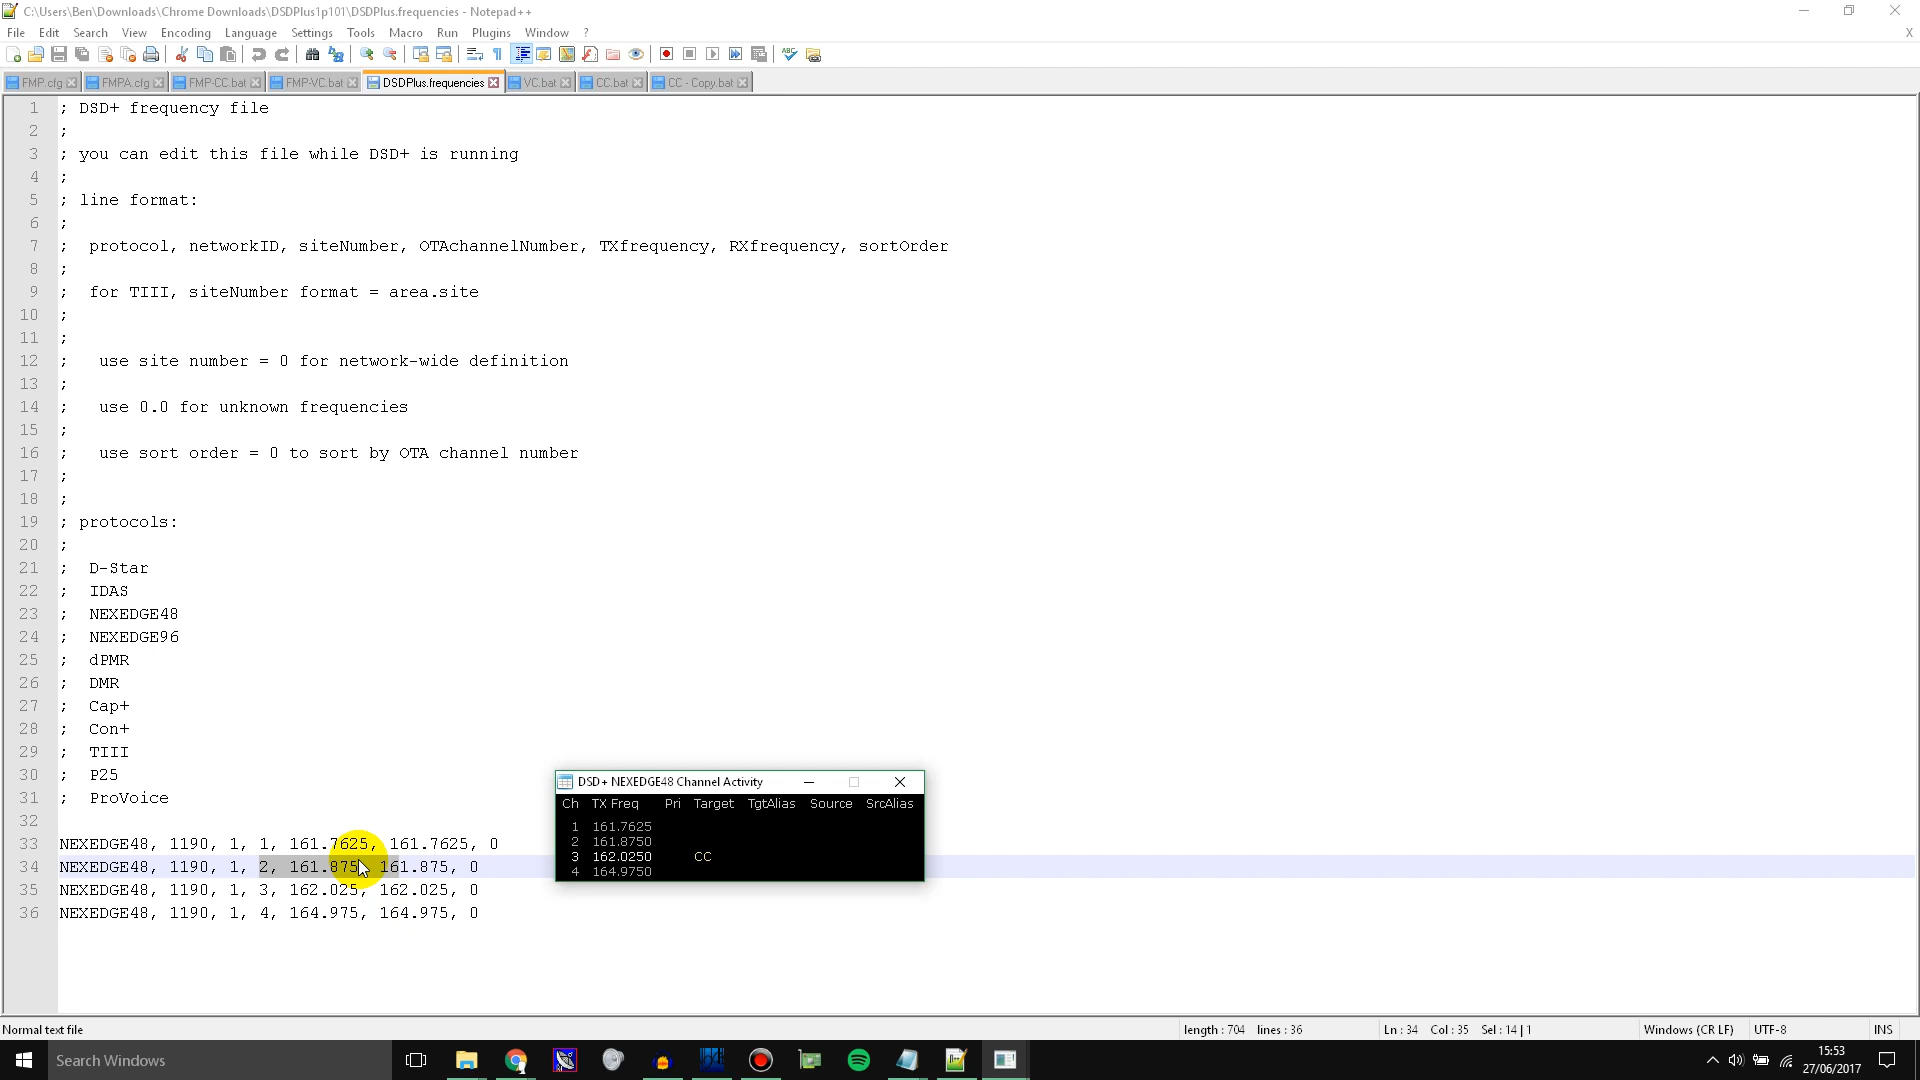 C:\Users\Ben\Downloads\Chrome Downloads\DSDPlus1p101\DSDPlus.frequencies - Notepad++
File Edit Search View Encoding Language Settings Tools Macro Run Plugins Window ? X
FMP.cfg FMPA.cfg FMP-CC.bat FMP-VC.bat DSDPlus.frequencies VC.bat CC.bat CC - Copy.bat
1 ; DSD+ frequency file
2 ;
3 ; you can edit this file while DSD+ is running
4 ;
5 ; line format:
6 ;
7 ; protocol, networkID, siteNumber, OTAchannelNumber, TXfrequency, RXfrequency, sortOrder
8 ;
9 ; for TIII, siteNumber format = area.site
10 ;
11 ;
12 ; use site number = 0 for network-wide definition
13 ;
14 ; use 0.0 for unknown frequencies
15 ;
16 ; use sort order = 0 to sort by OTA channel number
17 ;
18 ;
19 ; protocols:
20 ;
21 ; D-Star
22 ; IDAS
23 ; NEXEDGE48
24 ; NEXEDGE96
25 ; dPMR
26 ; DMR
27 ; Cap+
28 ; Con+
29 ; TIII
30 ; P25
31 ; ProVoice
32
33 NEXEDGE48, 1190, 1, 1, 161.7625, 161.7625, 0
34 NEXEDGE48, 1190, 1, 2, 161.875, 161.875, 0
35 NEXEDGE48, 1190, 1, 3, 162.025, 162.025, 0
36 NEXEDGE48, 1190, 1, 4, 164.975, 164.975, 0
DSD+ NEXEDGE48 Channel Activity
Ch TX Freq Pri Target TgtAlias Source SrcAlias
1 161.7625
2 161.8750
3 162.0250 CC
4 164.9750
Normal text file length : 704 lines : 36 Ln : 34 Col : 35 Sel : 14 | 1 Windows (CR LF) UTF-8 INS
Search Windows
15:53
27/06/2017